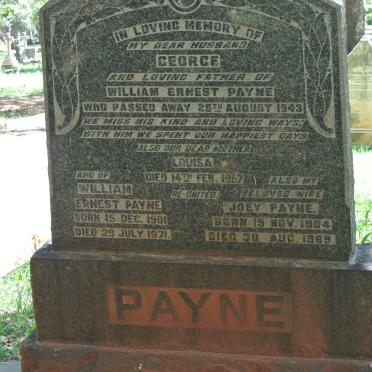 IN LOVING MEMORY OF
MY DEAR HUSBAND
GEORGE
AND LOVING FATHER OF
WILLIAM ERNEST PAYNE
WHO PASSED AWAY 26TH AUGUST 1943
WE MISS HIS KIND AND LOVING WAYS
WITH HIM WE SPENT OUR HAPPIEST DAYS
ALSO OUR DEAR MOTHER
LOUISA
DIED 14TH FEB. 1957
AND OF
WILLIAM
ERNEST PAYNE
BORN 15 DEC. 1901
DIED 29 JULY 1971.
RE-UNITED
ALSO MY
BELOVED WIFE
JOEY PAYNE
BORN 19 NOV. 1904
DIED 30 AUG. 1969.
PAYNE